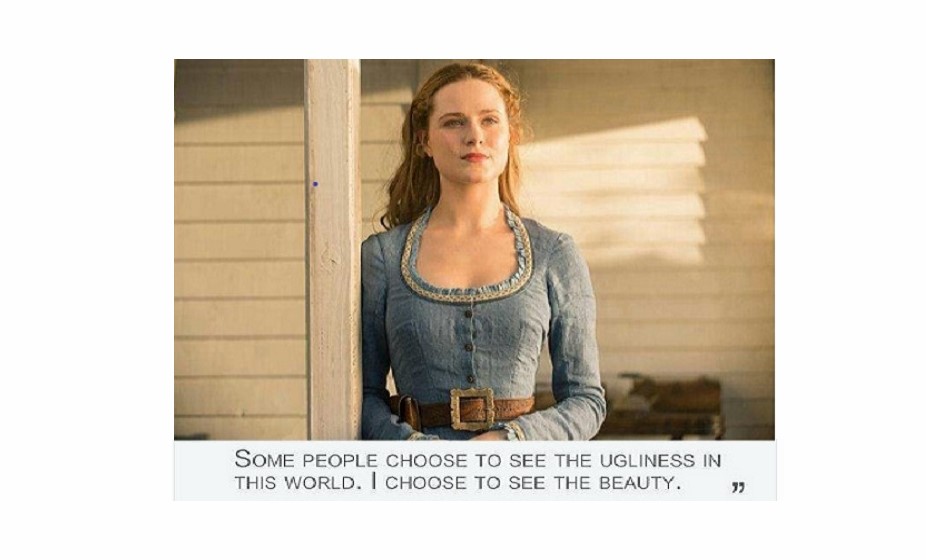 SOME PEOPLE CHOOSE TO SEE THE UGLINESS IN
THIS WORLD. I CHOOSE TO SEE THE BEAUTY. ”